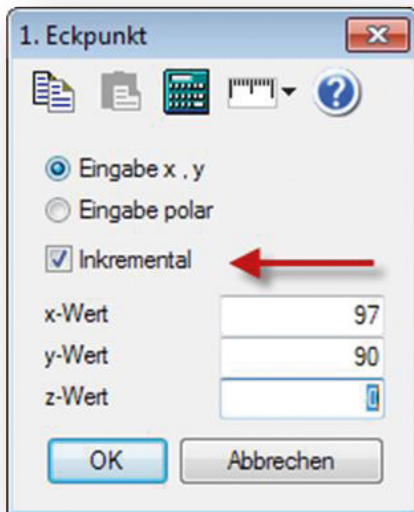 1. Eckpunkt
Eingabe x , y
Eingabe polar
Inkremental
x-Wert 97
y-Wert 90
z-Wert 0
OK Abbrechen